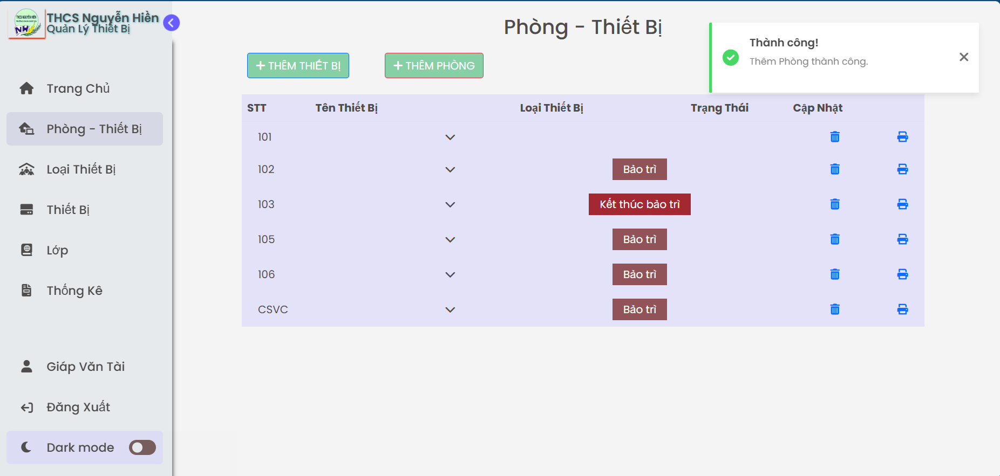 THCS Nguyễn Hiền
Quản Lý Thiết Bị
Trang Chủ
Phòng - Thiết Bị
Loại Thiết Bị
Thiết Bị
Lớp
Thống Kê
Giáp Văn Tài
Đăng Xuất
Dark mode
Phòng - Thiết Bị
THÊM THIẾT BỊ
THÊM PHÒNG
Thành công!
Thêm Phòng thành công.
STT Tên Thiết Bị Loại Thiết Bị Trạng Thái Cập Nhật
101
102 Bảo trì
103 Kết thúc bảo trì
105 Bảo trì
106 Bảo trì
CSVC Bảo trì